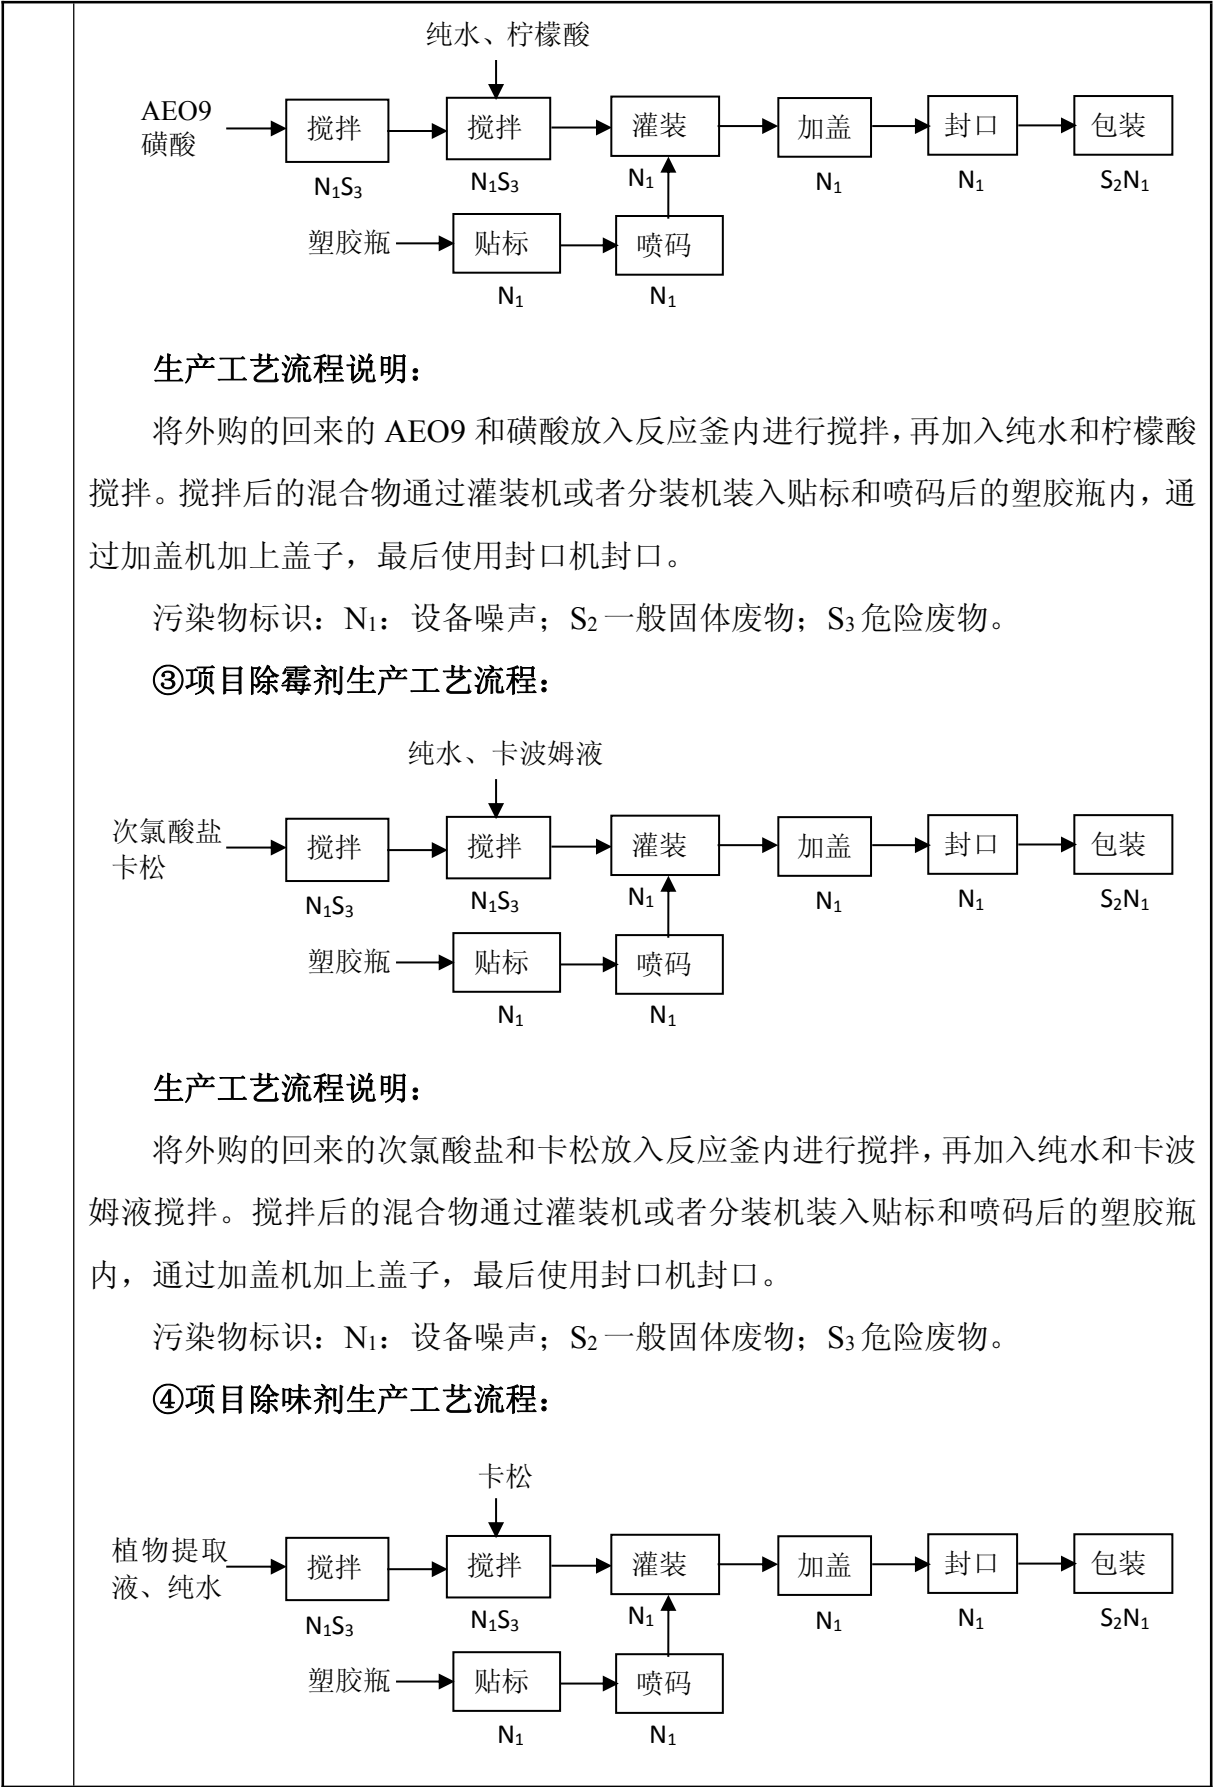 纯水、柠檬酸
AEO9
磺酸
搅拌 搅拌 灌装 加盖 封口 包装
N₁S₃ N₁S₃ N₁ N₁ N₁ S₂N₁
塑胶瓶 贴标 喷码
N₁ N₁
生产工艺流程说明：
将外购的回来的 AEO9 和磺酸放入反应釜内进行搅拌，再加入纯水和柠檬酸
搅拌。搅拌后的混合物通过灌装机或者分装机装入贴标和喷码后的塑胶瓶内，通
过加盖机加上盖子，最后使用封口机封口。
污染物标识：N₁：设备噪声；S₂一般固体废物；S₃危险废物。
③项目除霉剂生产工艺流程：
纯水、卡波姆液
次氯酸盐
卡松
搅拌 搅拌 灌装 加盖 封口 包装
N₁S₃ N₁S₃ N₁ N₁ N₁ S₂N₁
塑胶瓶 贴标 喷码
N₁ N₁
生产工艺流程说明：
将外购的回来的次氯酸盐和卡松放入反应釜内进行搅拌，再加入纯水和卡波
姆液搅拌。搅拌后的混合物通过灌装机或者分装机装入贴标和喷码后的塑胶瓶
内，通过加盖机加上盖子，最后使用封口机封口。
污染物标识：N₁：设备噪声；S₂一般固体废物；S₃危险废物。
④项目除味剂生产工艺流程：
卡松
植物提取
液、纯水
搅拌 搅拌 灌装 加盖 封口 包装
N₁S₃ N₁S₃ N₁ N₁ N₁ S₂N₁
塑胶瓶 贴标 喷码
N₁ N₁